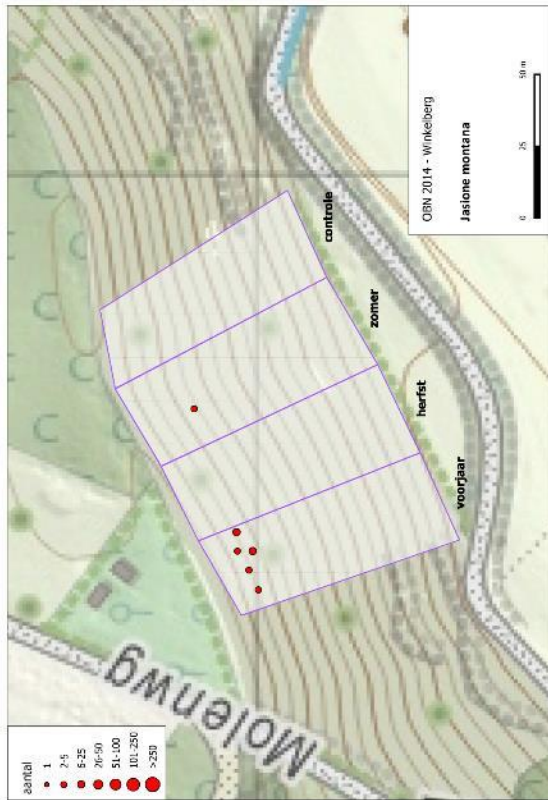 aantal
1
2-5
6-25
26-50
51-100
101-250
>250
Molenwg
voorjaar
herfst
zomer
controle
OBN 2014 - Winkelberg
Jasione montana
0 25 50 m